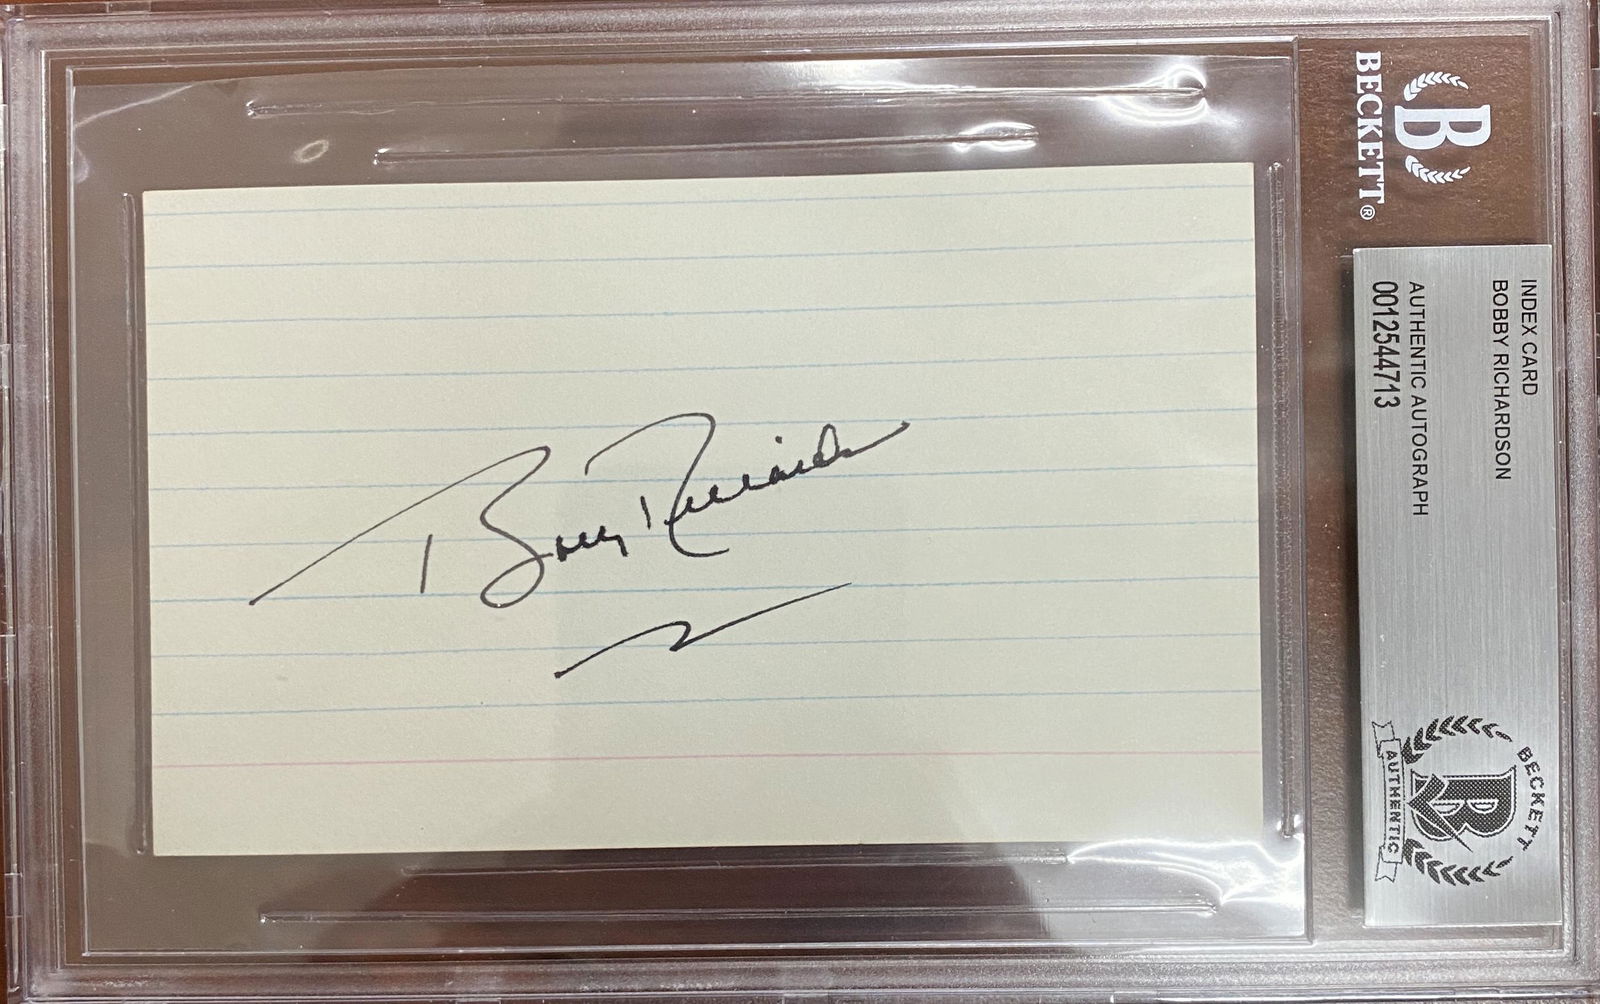 Bobby Richardson
BECKETT®
B
INDEX CARD
BOBBY RICHARDSON
AUTHENTIC AUTOGRAPH
0012544713
BECKETT
B
AUTHENTIC